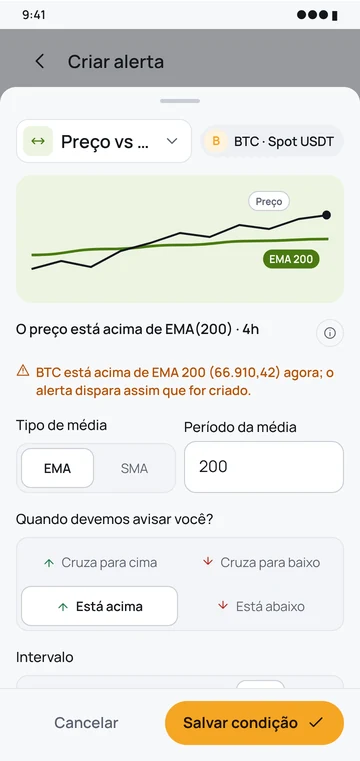 9:41
Criar alerta
Preço vs ...
B BTC · Spot USDT
Preço
EMA 200
O preço está acima de EMA(200) · 4h
BTC está acima de EMA 200 (66.910,42) agora; o
alerta dispara assim que for criado.
Tipo de média
Período da média
EMA
SMA
200
Quando devemos avisar você?
Cruza para cima
Cruza para baixo
Está acima
Está abaixo
Intervalo
Cancelar
Salvar condição